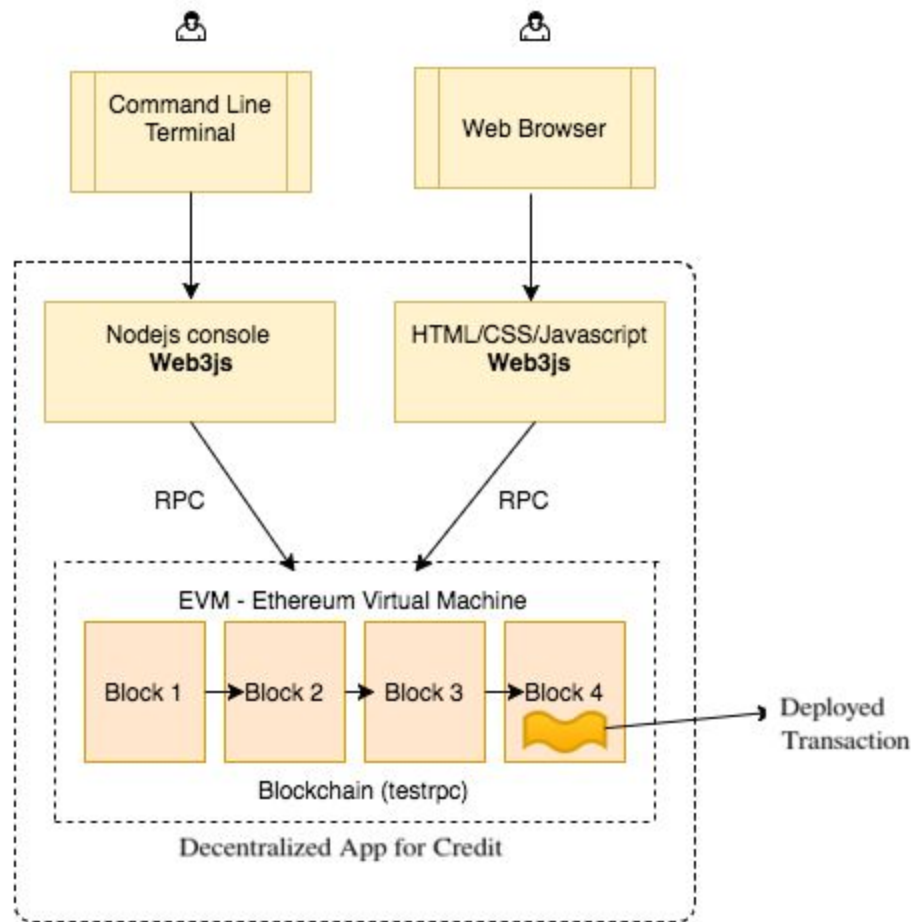 Command Line
Terminal
Web Browser
Nodejs console
Web3js
HTML/CSS/Javascript
Web3js
RPC
RPC
EVM - Ethereum Virtual Machine
Block 1
Block 2
Block 3
Block 4
Deployed
Transaction
Blockchain (testrpc)
Decentralized App for Credit